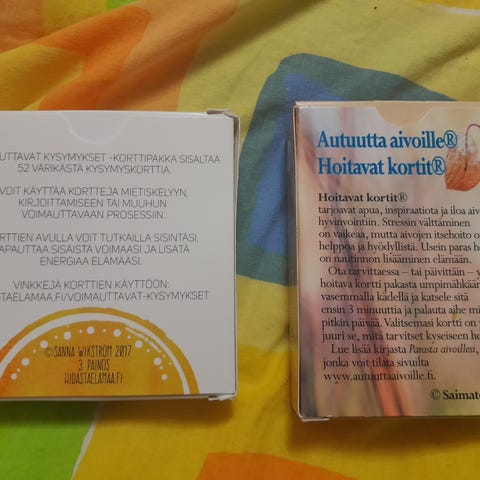 UTTAVAT KYSYMYKSET -KORTTIPAKKA SISÄLTÄÄ
52 VÄRIKÄSTÄ KYSYMYSKORTTIA.
VOIT KÄYTTÄÄ KORTTEJA MIETISKELYYN,
KIRJOITTAMISEEN TAI MUUHUN
VOIMAUTTAVAAN PROSESSIIN.
RTTIEN AVULLA VOIT TUTKAILLA SISINTÄSI,
APAUTTAA SISÄISTÄ VOIMAASI JA LISÄTÄ
ENERGIAA ELÄMÄÄSI.
VINKKEJÄ KORTTIEN KÄYTTÖÖN:
TAELAMAA.FI/VOIMAUTTAVAT-KYSYMYKSET
©SANNA WIKSTRÖM 2017
3. PAINOS
HIDASTAELAMAA.FI
Autuutta aivoille®
Hoitavat kortit®
Hoitavat kortit®
tarjoavat apua, inspiraatiota ja iloa aiv
hyvinvointiin. Stressin välttäminen
on vaikeaa, mutta aivojen itsehoito on
helppoa ja hyödyllistä. Usein paras ho
on nautinnon lisääminen elämään.
Ota tarvittaessa – tai päivittäin – y
hoitava kortti pakasta umpimähkään
vasemmalla kädellä ja katsele sitä
ensin 3 minuuttia ja palauta aihe mi
pitkin päivää. Valitsemasi kortti on
juuri se, mitä tarvitset kyseisen h
Lue lisää kirjasta Parasta aivoillesi,
jonka voit tilata sivuilta
www.autuuttaaivoille.fi.
© Saimato